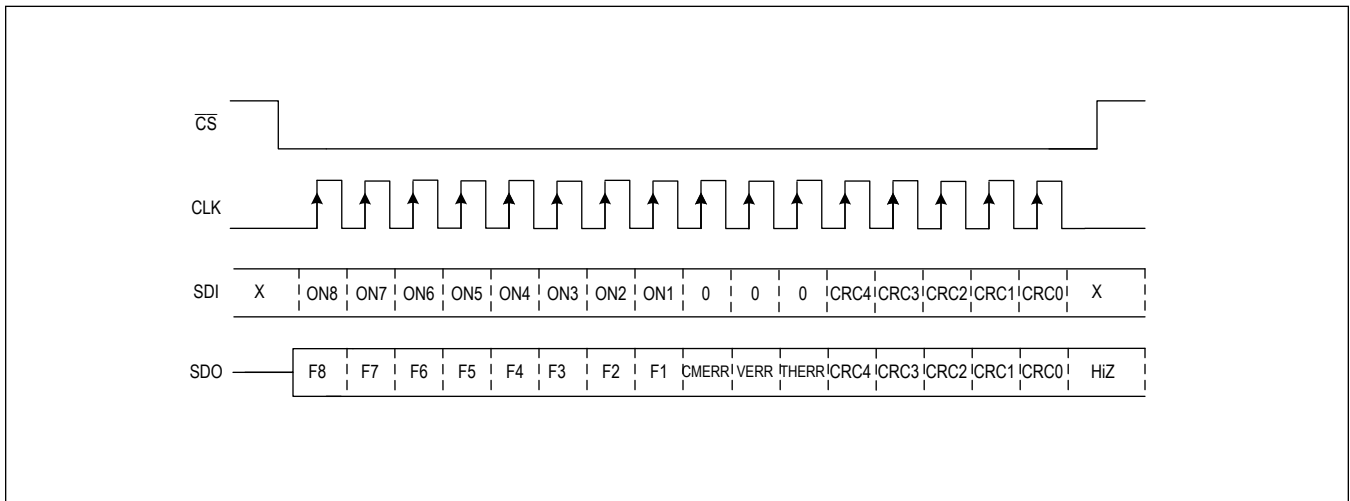 CS
CLK
SDI X ON8 ON7 ON6 ON5 ON4 ON3 ON2 ON1 0 0 0 CRC4 CRC3 CRC2 CRC1 CRC0 X
SDO F8 F7 F6 F5 F4 F3 F2 F1 CMERR VERR THERR CRC4 CRC3 CRC2 CRC1 CRC0 HiZ